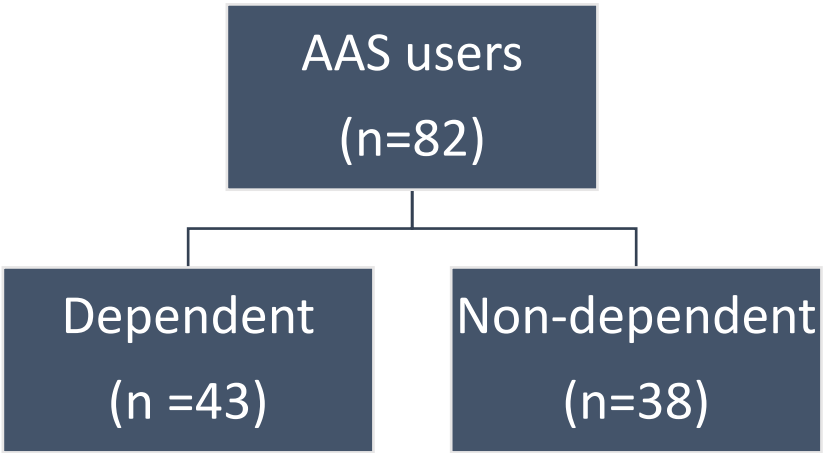 AAS users
(n=82)
Dependent
(n =43)
Non-dependent
(n=38)